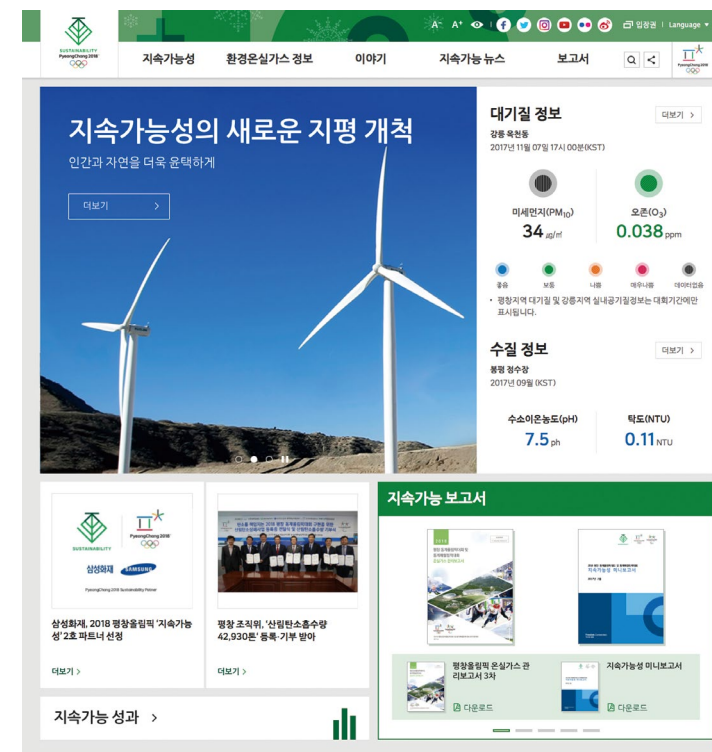 A- A+ 입장권 Language
SUSTAINABILITY
PyeongChang 2018
지속가능성 환경온실가스 정보 이야기 지속가능 뉴스 보고서
PyeongChang 2018
지속가능성의 새로운 지평 개척
인간과 자연을 더욱 윤택하게
더보기 >
대기질 정보 더보기 >
강릉 옥천동
2017년 11월 07일 17시 00분(KST)
미세먼지(PM10) 오존(O3)
34 ㎍/㎥ 0.038 ppm
좋음 보통 나쁨 매우나쁨 데이터없음
• 평창지역 대기질 및 강릉지역 실내공기질정보는 대회기간에만
표시됩니다.
수질 정보 더보기 >
봉평 정수장
2017년 09월 (KST)
수소이온농도(pH) 탁도(NTU)
7.5 ph 0.11 NTU
SUSTAINABILITY PyeongChang 2018
삼성화재 SAMSUNG
PyeongChang 2018 Sustainability Partner
삼성화재, 2018 평창올림픽 '지속가능
성' 2호 파트너 선정
더보기 >
평창 조직위, '산림탄소흡수량
42,930톤' 등록·기부 받아
더보기 >
지속가능 성과 >
지속가능 보고서
2018
지속가능성 미니보고서
평창올림픽 온실가스 관
리보고서 3차
다운로드
지속가능성 미니보고서
다운로드